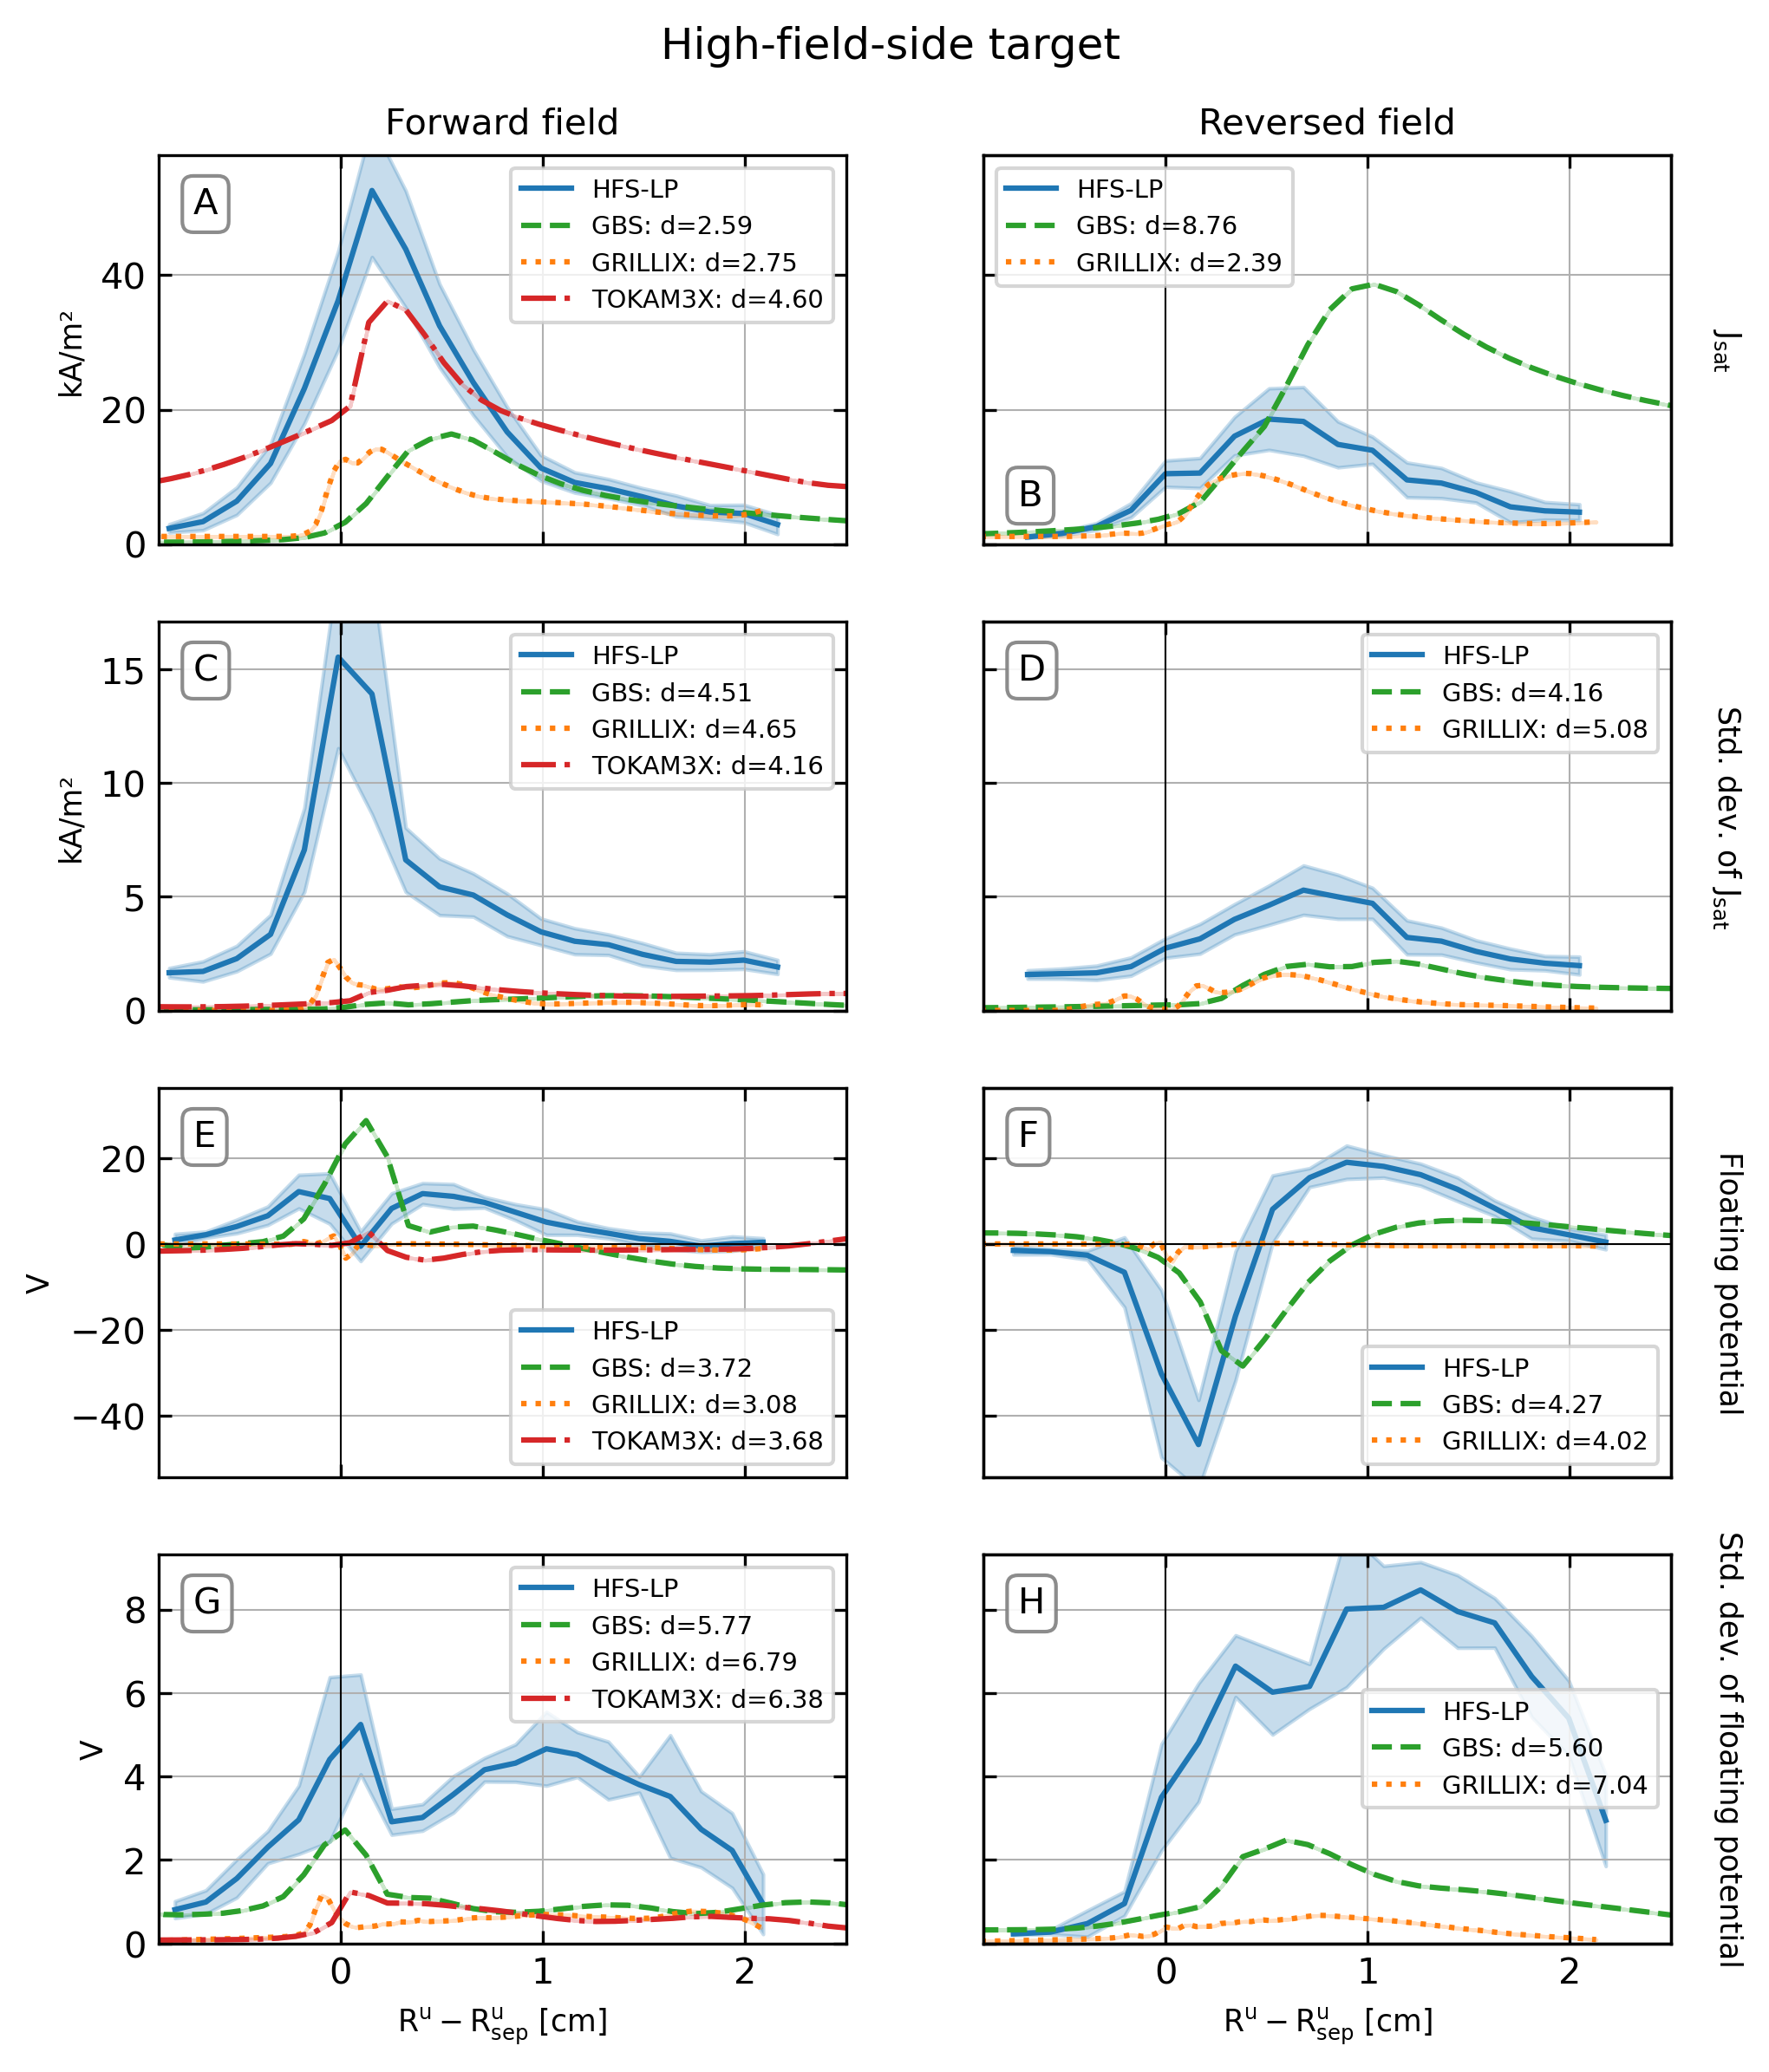 High-field-side target
Forward field
Reversed field
A
HFS-LP
GBS: d=2.59
GRILLIX: d=2.75
TOKAM3X: d=4.60
40
20
0
kA/m²
B
HFS-LP
GBS: d=8.76
GRILLIX: d=2.39
Jsat
C
HFS-LP
GBS: d=4.51
GRILLIX: d=4.65
TOKAM3X: d=4.16
15
10
5
0
kA/m²
D
HFS-LP
GBS: d=4.16
GRILLIX: d=5.08
Std. dev. of Jsat
E
HFS-LP
GBS: d=3.72
GRILLIX: d=3.08
TOKAM3X: d=3.68
20
0
−20
−40
V
F
HFS-LP
GBS: d=4.27
GRILLIX: d=4.02
Floating potential
G
HFS-LP
GBS: d=5.77
GRILLIX: d=6.79
TOKAM3X: d=6.38
8
6
4
2
0
V
H
HFS-LP
GBS: d=5.60
GRILLIX: d=7.04
Std. dev. of floating potential
0 1 2
0 1 2
Rᵘ − Rᵘsep [cm]
Rᵘ − Rᵘsep [cm]